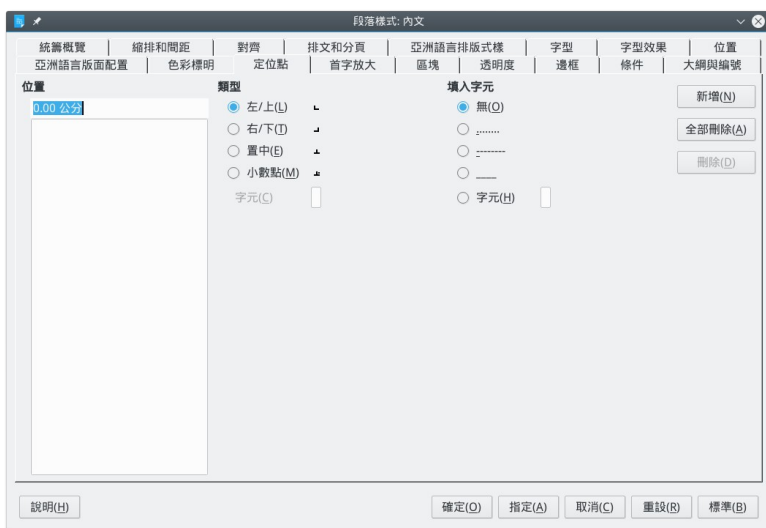 段落樣式: 內文
統籌概覽 縮排和間距 對齊 排文和分頁 亞洲語言排版式樣 字型 字型效果 位置
亞洲語言版面配置 色彩標明 定位點 首字放大 區塊 透明度 邊框 條件 大綱與編號
位置 類型 填入字元
0.00 公分 左/上(L) 無(O) 新增(N)
右/下(T) ........ 全部刪除(A)
置中(E) -------- 刪除(D)
小數點(M) ____
字元(C) 字元(H)
說明(H) 確定(O) 指定(A) 取消(C) 重設(R) 標準(B)